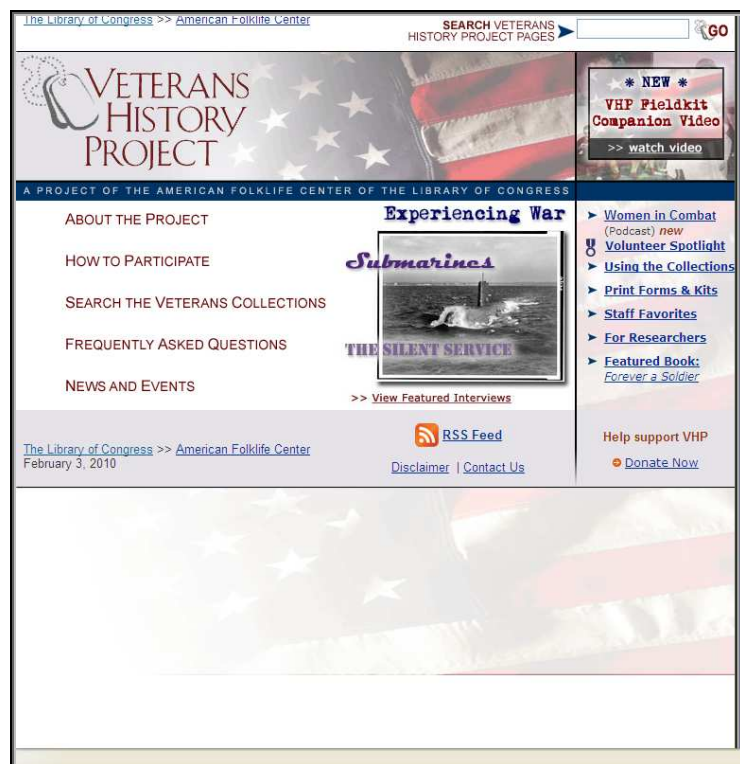 The Library of Congress >> American Folklife Center
SEARCH VETERANS
HISTORY PROJECT PAGES
GO
VETERANS
HISTORY
PROJECT
* NEW *
VHP Fieldkit
Companion Video
>> watch video
A PROJECT OF THE AMERICAN FOLKLIFE CENTER OF THE LIBRARY OF CONGRESS
ABOUT THE PROJECT
HOW TO PARTICIPATE
SEARCH THE VETERANS COLLECTIONS
FREQUENTLY ASKED QUESTIONS
NEWS AND EVENTS
Experiencing War
Submarines
THE SILENT SERVICE
>> View Featured Interviews
Women in Combat
(Podcast) new
Volunteer Spotlight
Using the Collections
Print Forms & Kits
Staff Favorites
For Researchers
Featured Book:
Forever a Soldier
The Library of Congress >> American Folklife Center
February 3, 2010
RSS Feed
Disclaimer | Contact Us
Help support VHP
Donate Now